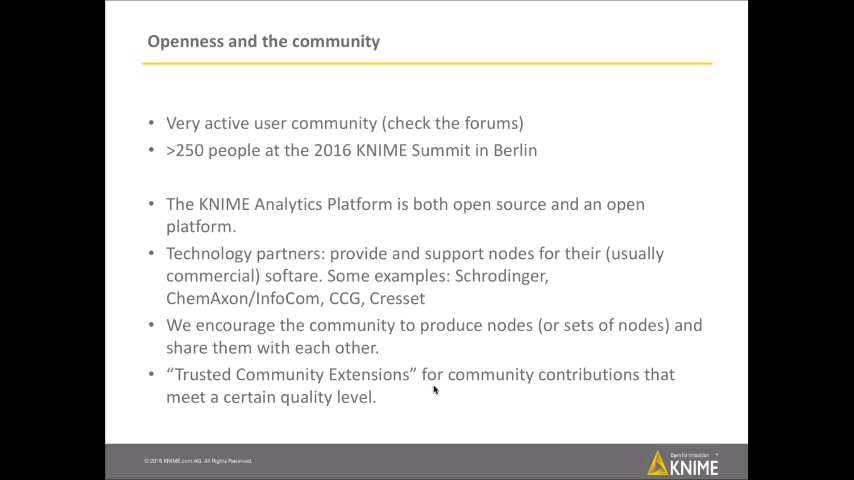 Openness and the community
• Very active user community (check the forums)
• >250 people at the 2016 KNIME Summit in Berlin
• The KNIME Analytics Platform is both open source and an open
platform.
• Technology partners: provide and support nodes for their (usually
commercial) softare. Some examples: Schrodinger,
ChemAxon/InfoCom, CCG, Cresset
• We encourage the community to produce nodes (or sets of nodes) and
share them with each other.
• “Trusted Community Extensions” for community contributions that
meet a certain quality level.
© 2016 KNIME.com AG. All Rights Reserved.
Open for Innovation
KNIME